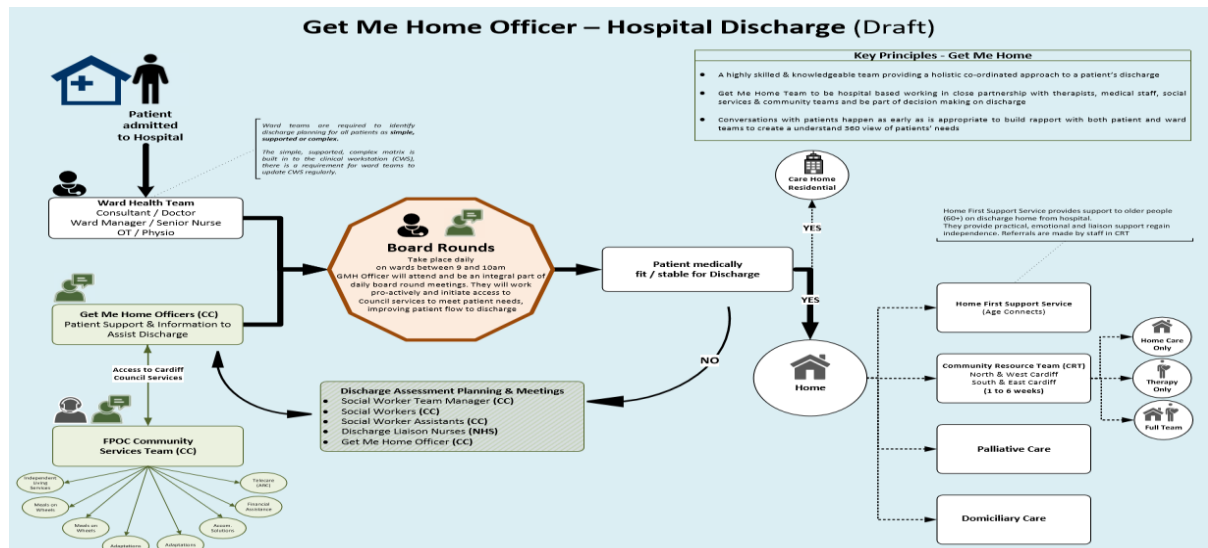 Get Me Home Officer – Hospital Discharge (Draft)
Key Principles - Get Me Home
● A highly skilled & knowledgeable team providing a holistic co-ordinated approach to a patient's discharge
● Get Me Home Team to be hospital based working in close partnership with therapists, medical staff, social
services & community teams and be part of decision making on discharge
● Conversations with patients happen as early as is appropriate to build rapport with both patient and ward
teams to create a understand 360 view of patients' needs
Patient
admitted
to Hospital
Ward teams are required to identify
discharge planning for all patients as simple,
supported or complex.
The simple, supported, complex matrix is
built in to the clinical workstation (CWS),
there is a requirement for ward teams to
update CWS regularly.
Ward Health Team
Consultant / Doctor
Ward Manager / Senior Nurse
OT / Physio
Get Me Home Officers (CC)
Patient Support & Information to
Assist Discharge
Access to Cardiff
Council Services
FPOC Community
Services Team (CC)
Independent
Living
Services
Meals on
Wheels
Meals on
Wheels
Adaptations
Adaptations
Accom.
Solutions
Financial
Assistance
Telecare
Board Rounds
Take place daily
on wards between 9 and 10am
GMH Officer will attend and be an integral part of
daily board round meetings. They will work
pro-actively and initiate access to
Council services to meet patient needs,
improving patient flow to discharge
Discharge Assessment Planning & Meetings
● Social Worker Team Manager (CC)
● Social Workers (CC)
● Social Worker Assistants (CC)
● Discharge Liaison Nurses (NHS)
● Get Me Home Officer (CC)
Patient medically
fit / stable for Discharge
NO
YES
YES
Care Home
Residential
Home
Home First Support Service provides support to older people
(60+) on discharge home from hospital.
They provide practical, emotional and liaison support regain
independence. Referrals are made by staff in CRT
Home First Support Service
(Age Connects)
Community Resource Team (CRT)
North & West Cardiff
South & East Cardiff
(1 to 6 weeks)
Home Care
Only
Therapy
Only
Full Team
Palliative Care
Domiciliary Care